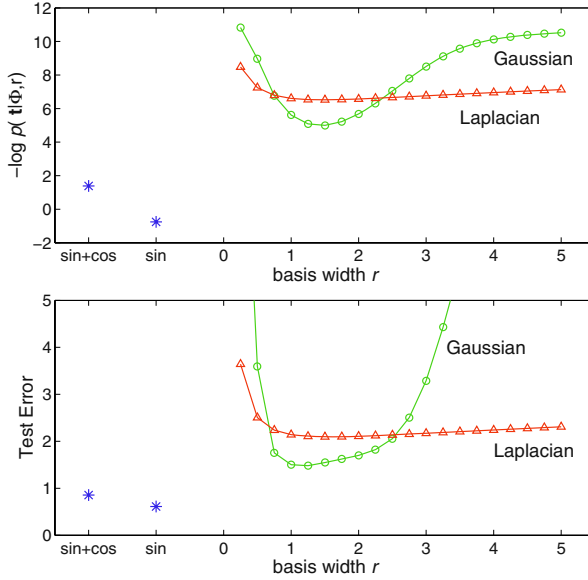 12
10
8
6
4
2
0
−2
−log p( t|Φ,r)
Gaussian
Laplacian
sin+cos sin 0 1 2 3 4 5
basis width r
5
4
3
2
1
0
Test Error
Gaussian
Laplacian
sin+cos sin 0 1 2 3 4 5
basis width r